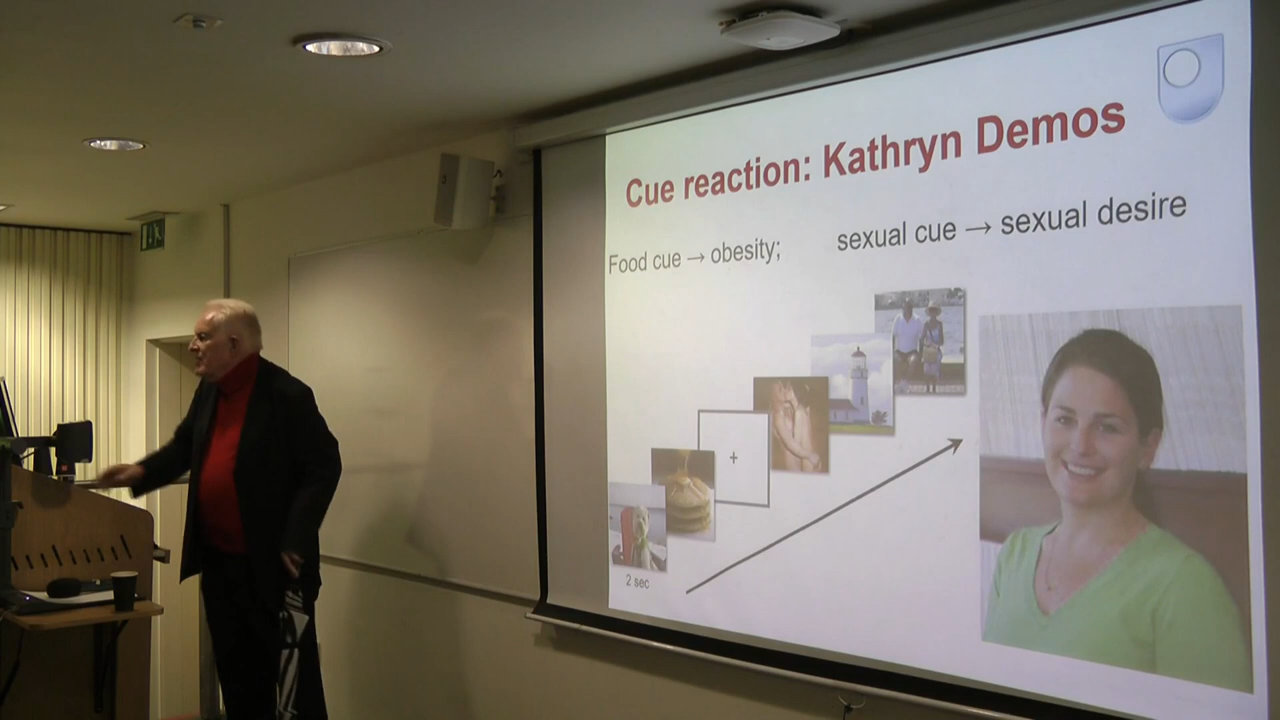 Cue reaction: Kathryn Demos
Food cue → obesity; sexual cue → sexual desire
+
2 sec